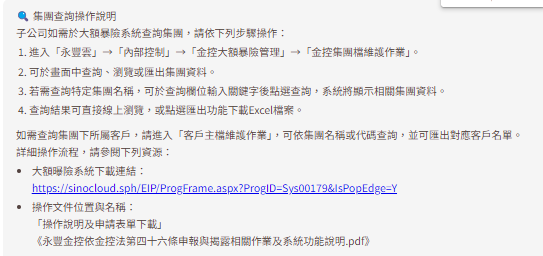 集團查詢操作說明
子公司如需於大額暴險系統查詢集團，請依下列步驟操作：
1. 進入「永豐雲」→「內部控制」→「金控大額暴險管理」→「金控集團檔維護作業」。
2. 可於畫面中查詢、瀏覽或匯出集團資料。
3. 若需查詢特定集團名稱，可於查詢欄位輸入關鍵字後點選查詢，系統將顯示相關集團資料。
4. 查詢結果可直接線上瀏覽，或點選匯出功能下載Excel檔案。
如需查詢集團下所屬客戶，請進入「客戶主檔維護作業」，可依集團名稱或代碼查詢，並可匯出對應客戶名單。
詳細操作流程，請參閱下列資源：
• 大額曝險系統下載連結：
https://sinocloud.sph/EIP/ProgFrame.aspx?ProgID=Sys00179&IsPopEdge=Y
• 操作文件位置與名稱：
「操作說明及申請表單下載」
《永豐金控依金控法第四十六條申報與揭露相關作業及系統功能說明.pdf》